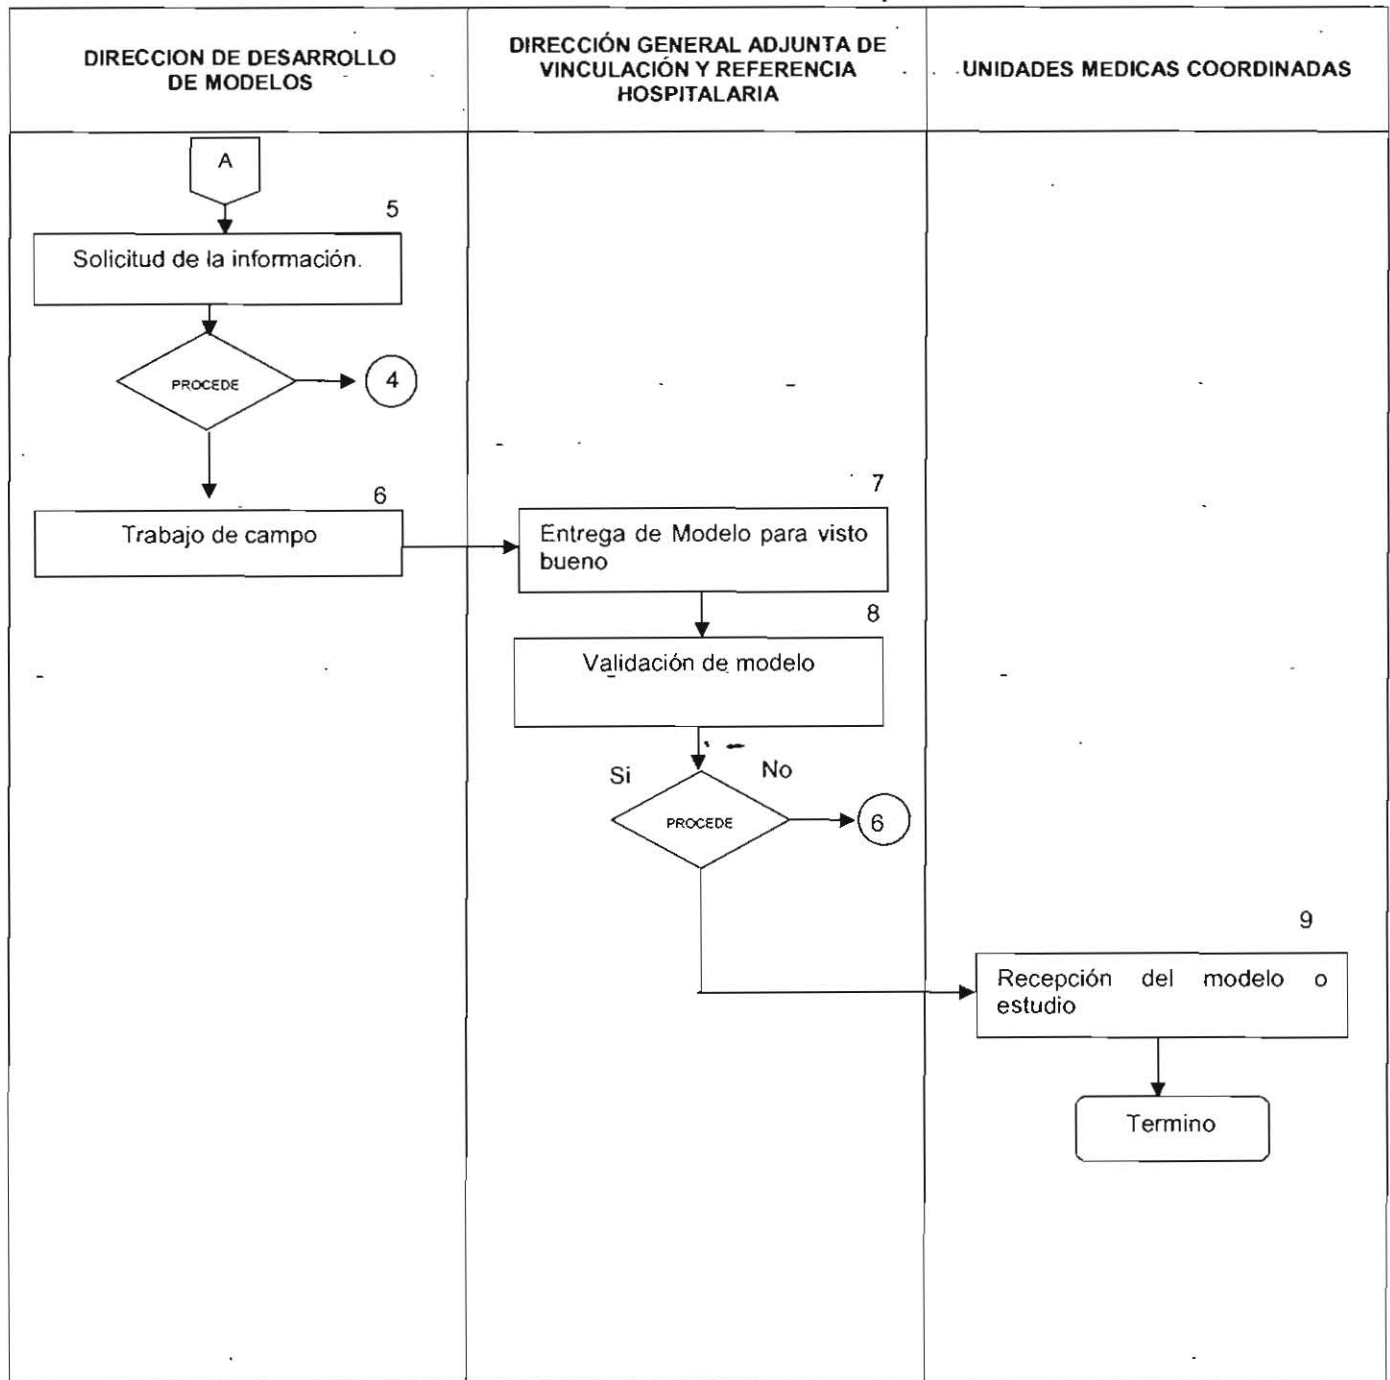 DIRECCION DE DESARROLLO
DE MODELOS
DIRECCIÓN GENERAL ADJUNTA DE
VINCULACIÓN Y REFERENCIA
HOSPITALARIA
UNIDADES MEDICAS COORDINADAS
A
5
Solicitud de la información.
PROCEDE
4
6
Trabajo de campo
7
Entrega de Modelo para visto
bueno
8
Validación de modelo
Si
No
PROCEDE
6
9
Recepción del modelo o
estudio
Termino